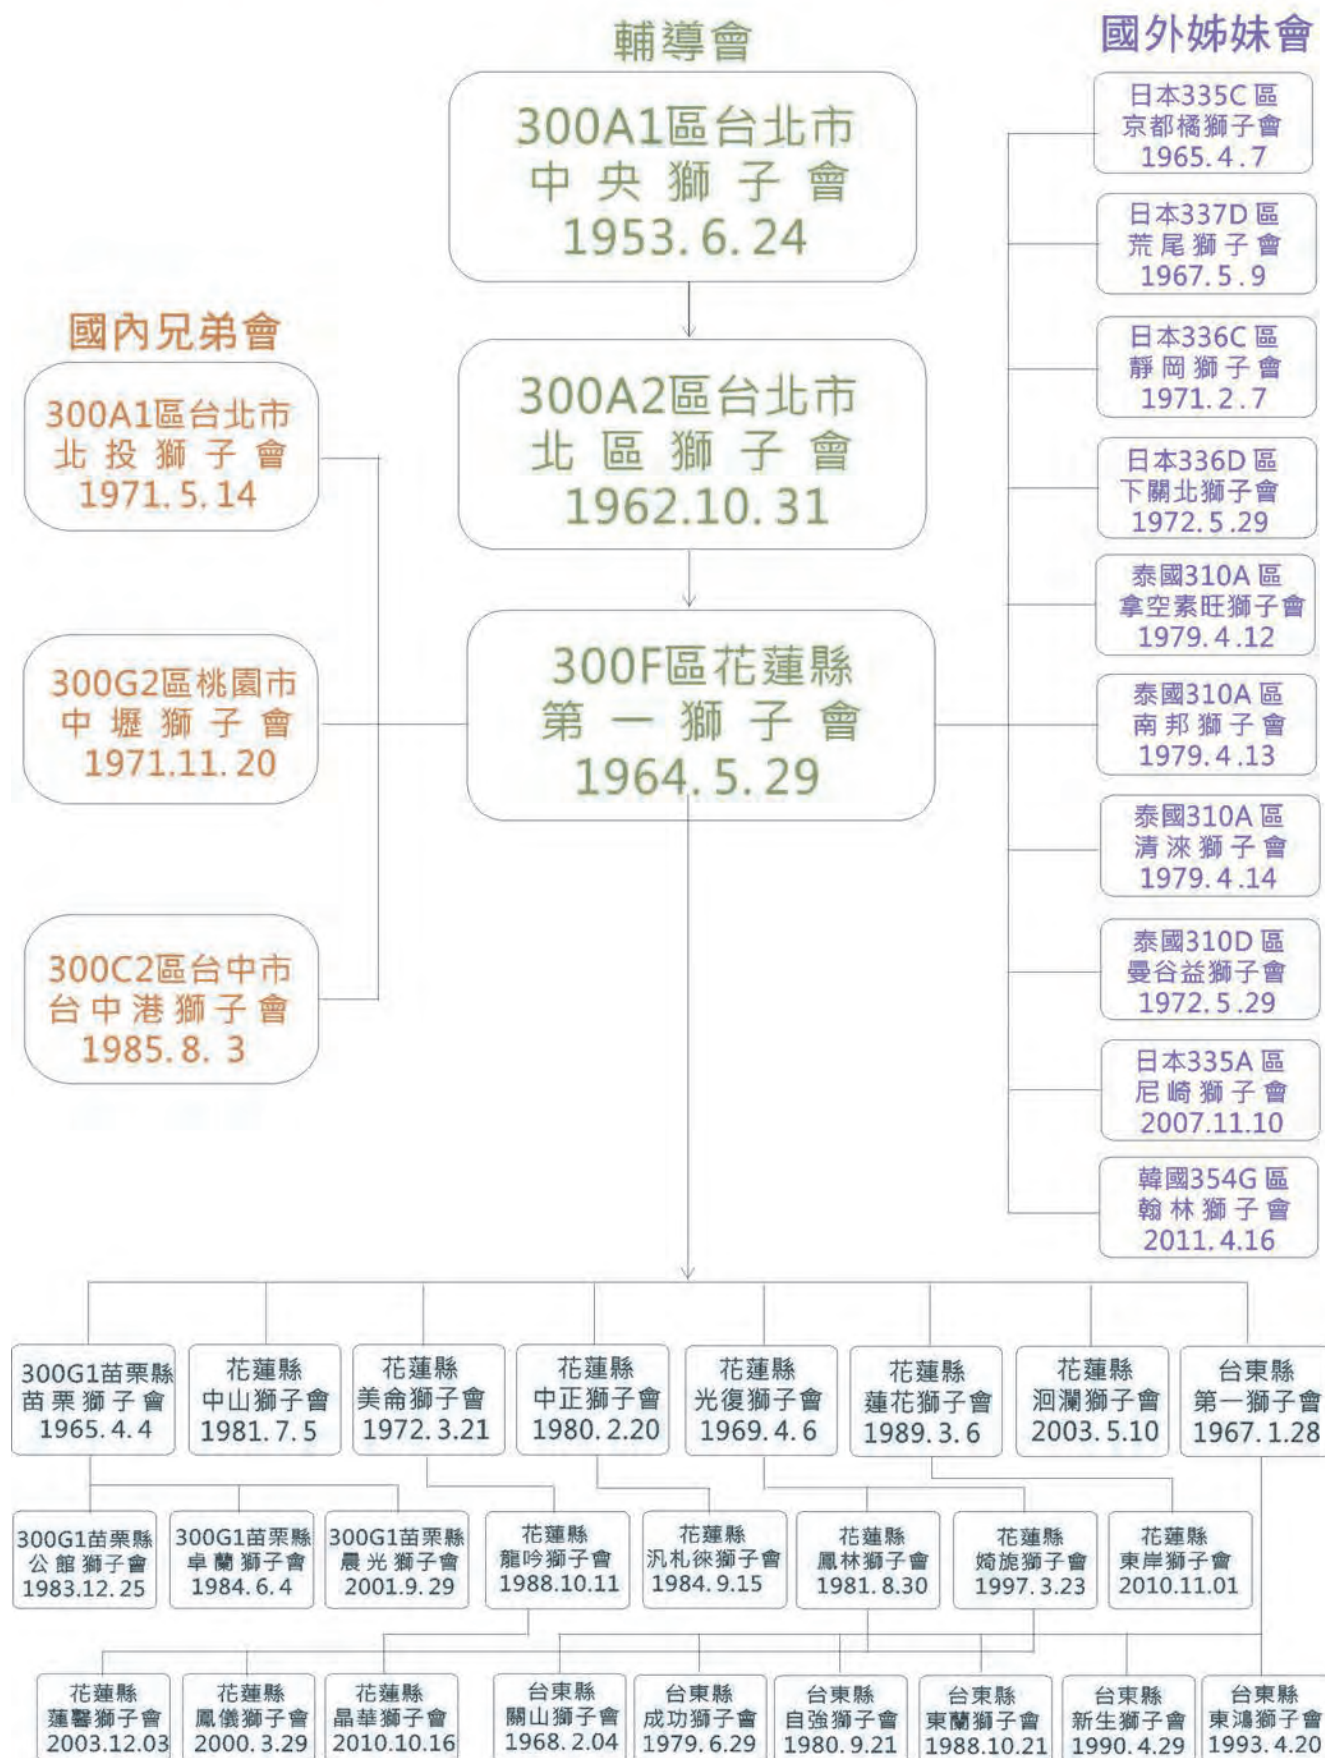 輔導會
300A1區台北市
中央獅子會
1953.6.24
300A2區台北市
北區獅子會
1962.10.31
300F區花蓮縣
第一獅子會
1964.5.29
國內兄弟會
300A1區台北市
北投獅子會
1971.5.14
300G2區桃園市
中壢獅子會
1971.11.20
300C2區台中市
台中港獅子會
1985.8.3
國外姊妹會
日本335C區
京都橘獅子會
1965.4.7
日本337D區
荒尾獅子會
1967.5.9
日本336C區
靜岡獅子會
1971.2.7
日本336D區
下關北獅子會
1972.5.29
泰國310A區
拿空素旺獅子會
1979.4.12
泰國310A區
南邦獅子會
1979.4.13
泰國310A區
清淶獅子會
1979.4.14
泰國310D區
曼谷益獅子會
1972.5.29
日本335A區
尼崎獅子會
2007.11.10
韓國354G區
翰林獅子會
2011.4.16
300G1苗栗縣
苗栗獅子會
1965.4.4
花蓮縣
中山獅子會
1981.7.5
花蓮縣
美侖獅子會
1972.3.21
花蓮縣
中正獅子會
1980.2.20
花蓮縣
光復獅子會
1969.4.6
花蓮縣
蓮花獅子會
1989.3.6
花蓮縣
洄瀾獅子會
2003.5.10
台東縣
第一獅子會
1967.1.28
300G1苗栗縣
公館獅子會
1983.12.25
300G1苗栗縣
卓蘭獅子會
1984.6.4
300G1苗栗縣
晨光獅子會
2001.9.29
花蓮縣
龍吟獅子會
1988.10.11
花蓮縣
汎札徠獅子會
1984.9.15
花蓮縣
鳳林獅子會
1981.8.30
花蓮縣
婍旎獅子會
1997.3.23
花蓮縣
東岸獅子會
2010.11.01
花蓮縣
蓮馨獅子會
2003.12.03
花蓮縣
鳳儀獅子會
2000.3.29
花蓮縣
晶華獅子會
2010.10.16
台東縣
關山獅子會
1968.2.04
台東縣
成功獅子會
1979.6.29
台東縣
自強獅子會
1980.9.21
台東縣
東蘭獅子會
1988.10.21
台東縣
新生獅子會
1990.4.29
台東縣
東鴻獅子會
1993.4.20